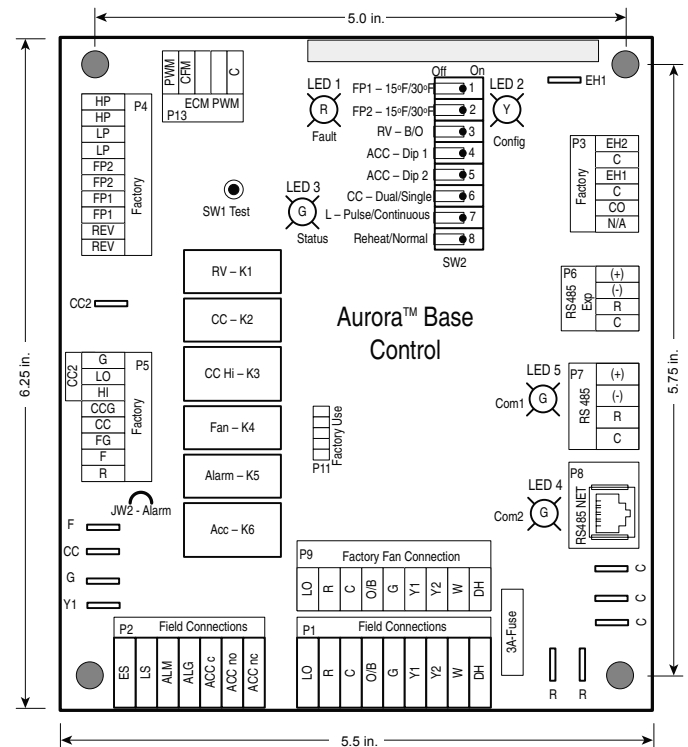 5.0 in.
PWM
CFM
C
ECM PWM
P13
LED 1
R
Fault
Off
On
FP1 – 15ºF/30ºF
1
FP2 – 15ºF/30ºF
2
RV – B/O
3
ACC – Dip 1
4
ACC – Dip 2
5
CC – Dual/Single
6
L – Pulse/Continuous
7
Reheat/Normal
8
SW2
LED 2
Y
Config
EH1
HP
HP
LP
LP
FP2
FP2
FP1
FP1
REV
REV
P4
Factory
SW1 Test
LED 3
G
Status
P3
Factory
EH2
C
EH1
C
CO
N/A
RV – K1
CC – K2
CC Hi – K3
Fan – K4
Alarm – K5
Acc – K6
P6
RS485
Exp
(+)
(-)
R
C
CC2
Aurora™ Base
Control
6.25 in.
5.75 in.
CC2
G
LO
HI
CCG
CC
FG
F
R
P5
Factory
LED 5
Com1
G
P7
RS 485
(+)
(-)
R
C
P11
Factory Use
JW2 - Alarm
LED 4
Com2
G
P8
RS485 NET
F
CC
G
Y1
P9
Factory Fan Connection
LO
R
C
O/B
G
Y1
Y2
W
DH
C
C
C
P2
Field Connections
ES
LS
ALM
ALG
ACC c
ACC no
ACC nc
P1
Field Connections
LO
R
C
O/B
G
Y1
Y2
W
DH
3A-Fuse
R
R
5.5 in.